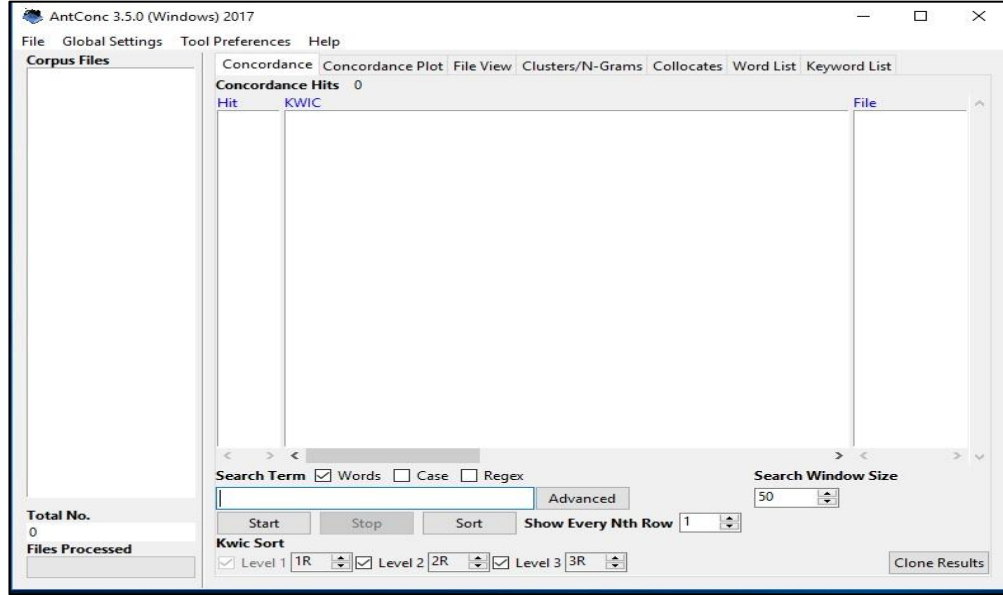 AntConc 3.5.0 (Windows) 2017
File Global Settings Tool Preferences Help
Corpus Files
Concordance Concordance Plot File View Clusters/N-Grams Collocates Word List Keyword List
Concordance Hits 0
Hit KWIC File
Search Term Words Case Regex Search Window Size
Advanced 50
Total No.
0
Start Stop Sort Show Every Nth Row 1
Files Processed
Kwic Sort
Level 1 1R Level 2 2R Level 3 3R Clone Results